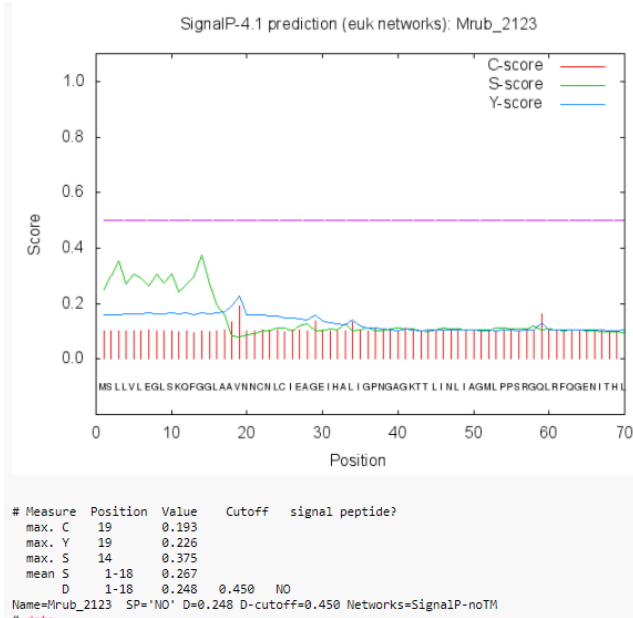 SignalP-4.1 prediction (euk networks): Mrub_2123
C-score
S-score
Y-score
1.0
0.8
0.6
0.4
0.2
0.0
Score
MSLLVLEGLSKQFGGLAAVNNCNLCIEAGEIHALIGPNGAGKTTLINLIAGMLPPSRGQLRFQGENITHL
0 10 20 30 40 50 60 70
Position
# Measure Position Value Cutoff signal peptide?
max. C 19 0.193
max. Y 19 0.226
max. S 14 0.375
mean S 1-18 0.267
D 1-18 0.248 0.450 NO
Name=Mrub_2123 SP='NO' D=0.248 D-cutoff=0.450 Networks=SignalP-noTM